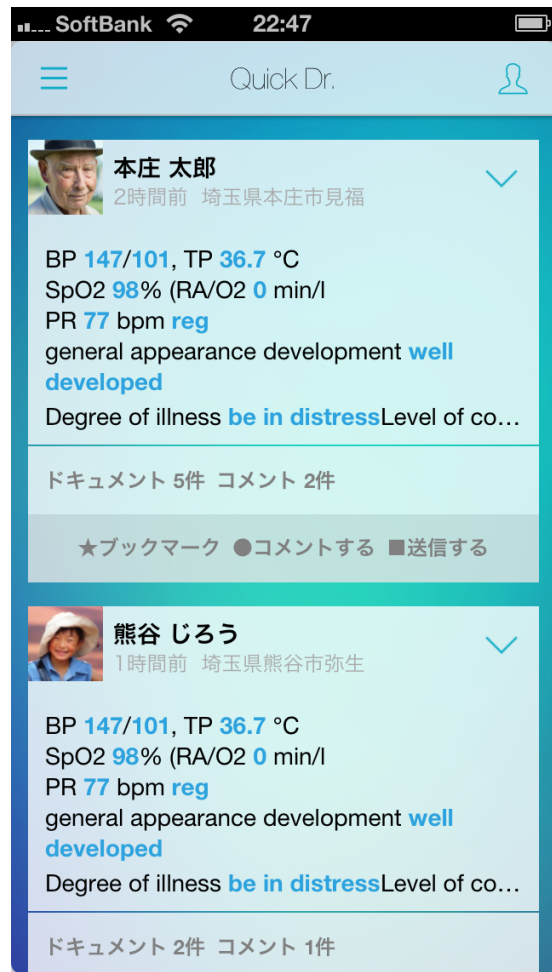 SoftBank 22:47
Quick Dr.
本庄 太郎
2時間前 埼玉県本庄市見福
BP 147/101, TP 36.7 °C
SpO2 98% (RA/O2 0 min/l
PR 77 bpm reg
general appearance development well
developed
Degree of illness be in distressLevel of co…
ドキュメント 5件 コメント 2件
★ブックマーク ●コメントする ■送信する
熊谷 じろう
1時間前 埼玉県熊谷市弥生
BP 147/101, TP 36.7 °C
SpO2 98% (RA/O2 0 min/l
PR 77 bpm reg
general appearance development well
developed
Degree of illness be in distressLevel of co…
ドキュメント 2件 コメント 1件